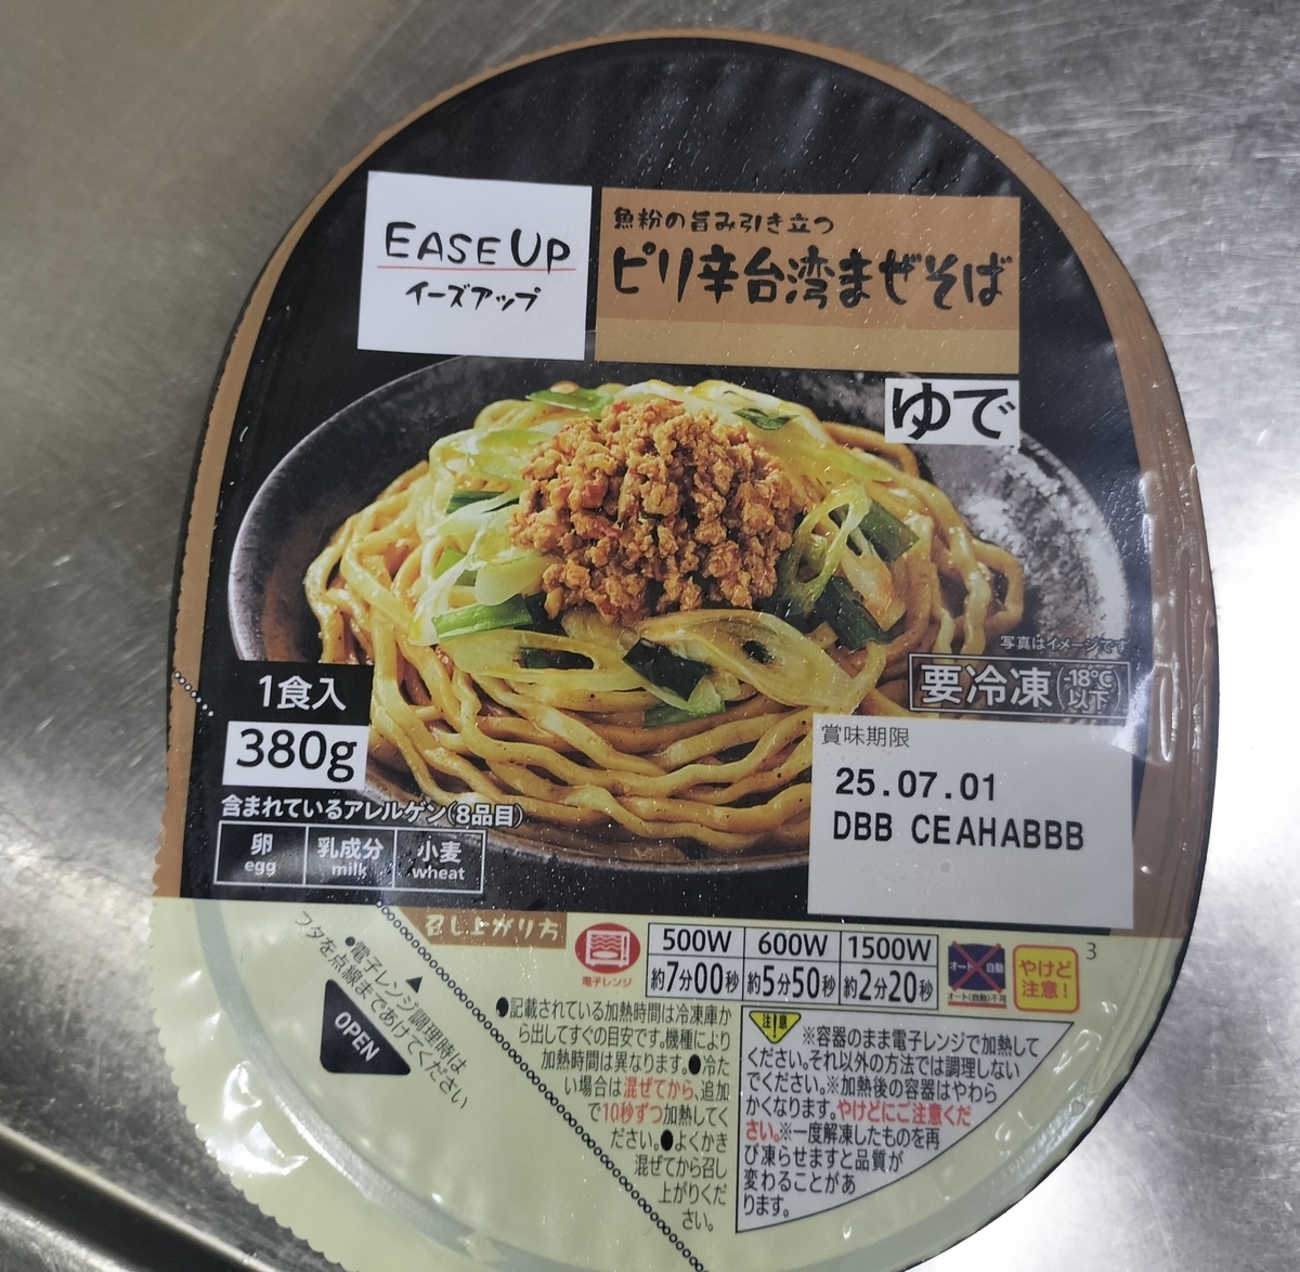 EASE UP
イーズアップ
魚粉の旨み引き立つ
ピリ辛台湾まぜそば
ゆで
写真はイメージです
要冷凍(-18℃以下)
1食入
380g
賞味期限
25.07.01
DBB CEAHABBB
含まれているアレルゲン(8品目)
卵 乳成分 小麦
egg milk wheat
召し上がり方
電子レンジ
500W 600W 1500W
約7分00秒 約5分50秒 約2分20秒
オート 自動
オート(自動)不可
やけど
注意!
3
●電子レンジ調理時は
フタを点線まであけてください
OPEN
●記載されている加熱時間は冷凍庫か
ら出してすぐの目安です。機種により
加熱時間は異なります。●冷た
い場合は混ぜてから、追加
で10秒ずつ加熱してく
ださい。●よくかき
混ぜてから召し
上がりくだ
さい。
注!意
※容器のまま電子レンジで加熱して
ください。それ以外の方法では調理しない
でください。※加熱後の容器はやわら
かくなります。やけどにご注意くだ
さい。※一度解凍したものを再
び凍らせますと品質が
変わることがあ
ります。